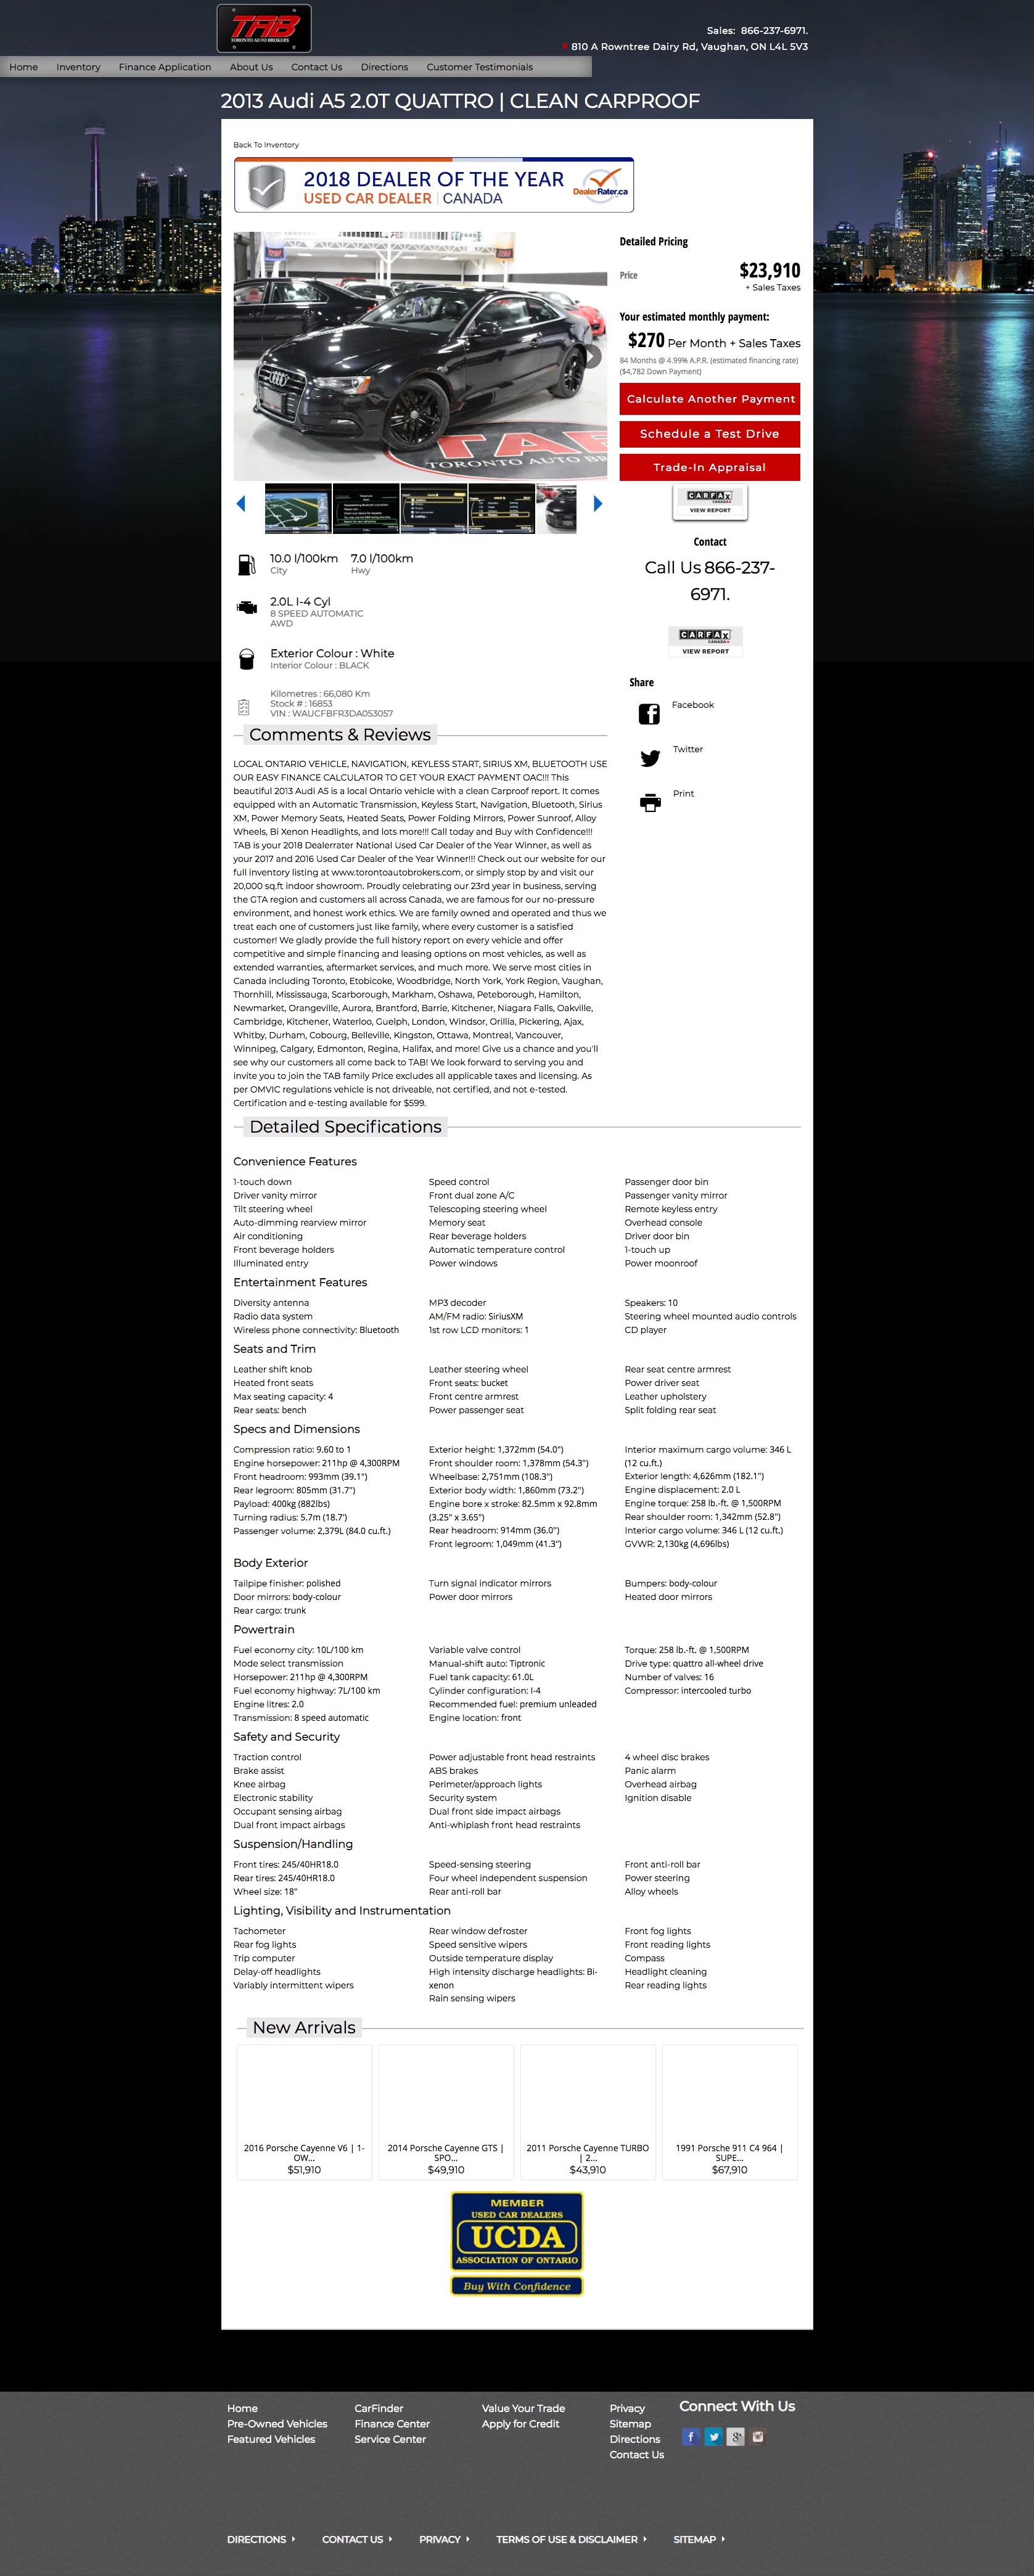 TAB
TORONTO AUTO BROKERS
Sales: 866-237-6971.
810 A Rowntree Dairy Rd, Vaughan, ON L4L 5V3
Home Inventory Finance Application About Us Contact Us Directions Customer Testimonials
2013 Audi A5 2.0T QUATTRO | CLEAN CARPROOF
Back To Inventory
2018 DEALER OF THE YEAR
USED CAR DEALER | CANADA
DealerRater.ca
TAB
TORONTO AUTO BR
Detailed Pricing
Price
$23,910
+ Sales Taxes
Your estimated monthly payment:
$270 Per Month + Sales Taxes
84 Months @ 4.99% A.P.R. (estimated financing rate)
($4,782 Down Payment)
Calculate Another Payment
Schedule a Test Drive
Trade-In Appraisal
CARFAX
CANADA
VIEW REPORT
Contact
Call Us 866-237-
6971.
CARFAX
CANADA
VIEW REPORT
Share
Facebook
Twitter
Print
10.0 l/100km 7.0 l/100km
City Hwy
2.0L I-4 Cyl
8 SPEED AUTOMATIC
AWD
Exterior Colour : White
Interior Colour : BLACK
Kilometres : 66,080 Km
Stock # : 16853
VIN : WAUCFBFR3DA053057
Comments & Reviews
LOCAL ONTARIO VEHICLE, NAVIGATION, KEYLESS START, SIRIUS XM, BLUETOOTH USE
OUR EASY FINANCE CALCULATOR TO GET YOUR EXACT PAYMENT OAC!!! This
beautiful 2013 Audi A5 is a local Ontario vehicle with a clean Carproof report. It comes
equipped with an Automatic Transmission, Keyless Start, Navigation, Bluetooth, Sirius
XM, Power Memory Seats, Heated Seats, Power Folding Mirrors, Power Sunroof, Alloy
Wheels, Bi Xenon Headlights, and lots more!!! Call today and Buy with Confidence!!!
TAB is your 2018 Dealerrater National Used Car Dealer of the Year Winner, as well as
your 2017 and 2016 Used Car Dealer of the Year Winner!!! Check out our website for our
full inventory listing at www.torontoautobrokers.com, or simply stop by and visit our
20,000 sq.ft indoor showroom. Proudly celebrating our 23rd year in business, serving
the GTA region and customers all across Canada, we are famous for our no-pressure
environment, and honest work ethics. We are family owned and operated and thus we
treat each one of customers just like family, where every customer is a satisfied
customer! We gladly provide the full history report on every vehicle and offer
competitive and simple financing and leasing options on most vehicles, as well as
extended warranties, aftermarket services, and much more. We serve most cities in
Canada including Toronto, Etobicoke, Woodbridge, North York, York Region, Vaughan,
Thornhill, Mississauga, Scarborough, Markham, Oshawa, Peteborough, Hamilton,
Newmarket, Orangeville, Aurora, Brantford, Barrie, Kitchener, Niagara Falls, Oakville,
Cambridge, Kitchener, Waterloo, Guelph, London, Windsor, Orillia, Pickering, Ajax,
Whitby, Durham, Cobourg, Belleville, Kingston, Ottawa, Montreal, Vancouver,
Winnipeg, Calgary, Edmonton, Regina, Halifax, and more! Give us a chance and you'll
see why our customers all come back to TAB! We look forward to serving you and
invite you to join the TAB family Price excludes all applicable taxes and licensing. As
per OMVIC regulations vehicle is not driveable, not certified, and not e-tested.
Certification and e-testing available for $599.
Detailed Specifications
Convenience Features
1-touch down Speed control Passenger door bin
Driver vanity mirror Front dual zone A/C Passenger vanity mirror
Tilt steering wheel Telescoping steering wheel Remote keyless entry
Auto-dimming rearview mirror Memory seat Overhead console
Air conditioning Rear beverage holders Driver door bin
Front beverage holders Automatic temperature control 1-touch up
Illuminated entry Power windows Power moonroof
Entertainment Features
Diversity antenna MP3 decoder Speakers: 10
Radio data system AM/FM radio: SiriusXM Steering wheel mounted audio controls
Wireless phone connectivity: Bluetooth 1st row LCD monitors: 1 CD player
Seats and Trim
Leather shift knob Leather steering wheel Rear seat centre armrest
Heated front seats Front seats: bucket Power driver seat
Max seating capacity: 4 Front centre armrest Leather upholstery
Rear seats: bench Power passenger seat Split folding rear seat
Specs and Dimensions
Compression ratio: 9.60 to 1
Engine horsepower: 211hp @ 4,300RPM
Front headroom: 993mm (39.1")
Rear legroom: 805mm (31.7")
Payload: 400kg (882lbs)
Turning radius: 5.7m (18.7')
Passenger volume: 2,379L (84.0 cu.ft.)
Exterior height: 1,372mm (54.0")
Front shoulder room: 1,378mm (54.3")
Wheelbase: 2,751mm (108.3")
Exterior body width: 1,860mm (73.2")
Engine bore x stroke: 82.5mm x 92.8mm
(3.25" x 3.65")
Rear headroom: 914mm (36.0")
Front legroom: 1,049mm (41.3")
Interior maximum cargo volume: 346 L
(12 cu.ft.)
Exterior length: 4,626mm (182.1")
Engine displacement: 2.0 L
Engine torque: 258 lb.-ft. @ 1,500RPM
Rear shoulder room: 1,342mm (52.8")
Interior cargo volume: 346 L (12 cu.ft.)
GVWR: 2,130kg (4,696lbs)
Body Exterior
Tailpipe finisher: polished Turn signal indicator mirrors Bumpers: body-colour
Door mirrors: body-colour Power door mirrors Heated door mirrors
Rear cargo: trunk
Powertrain
Fuel economy city: 10L/100 km Variable valve control Torque: 258 lb.-ft. @ 1,500RPM
Mode select transmission Manual-shift auto: Tiptronic Drive type: quattro all-wheel drive
Horsepower: 211hp @ 4,300RPM Fuel tank capacity: 61.0L Number of valves: 16
Fuel economy highway: 7L/100 km Cylinder configuration: I-4 Compressor: intercooled turbo
Engine litres: 2.0 Recommended fuel: premium unleaded
Transmission: 8 speed automatic Engine location: front
Safety and Security
Traction control Power adjustable front head restraints 4 wheel disc brakes
Brake assist ABS brakes Panic alarm
Knee airbag Perimeter/approach lights Overhead airbag
Electronic stability Security system Ignition disable
Occupant sensing airbag Dual front side impact airbags
Dual front impact airbags Anti-whiplash front head restraints
Suspension/Handling
Front tires: 245/40HR18.0 Speed-sensing steering Front anti-roll bar
Rear tires: 245/40HR18.0 Four wheel independent suspension Power steering
Wheel size: 18" Rear anti-roll bar Alloy wheels
Lighting, Visibility and Instrumentation
Tachometer Rear window defroster Front fog lights
Rear fog lights Speed sensitive wipers Front reading lights
Trip computer Outside temperature display Compass
Delay-off headlights High intensity discharge headlights: Bi- Headlight cleaning
Variably intermittent wipers xenon Rear reading lights
Rain sensing wipers
New Arrivals
2016 Porsche Cayenne V6 | 1-
OW...
$51,910
2014 Porsche Cayenne GTS |
SPO...
$49,910
2011 Porsche Cayenne TURBO
| 2...
$43,910
1991 Porsche 911 C4 964 |
SUPE...
$67,910
MEMBER
USED CAR DEALERS
UCDA
ASSOCIATION OF ONTARIO
Buy With Confidence
Home CarFinder Value Your Trade Privacy Connect With Us
Pre-Owned Vehicles Finance Center Apply for Credit Sitemap
Featured Vehicles Service Center Directions
Contact Us
DIRECTIONS CONTACT US PRIVACY TERMS OF USE & DISCLAIMER SITEMAP